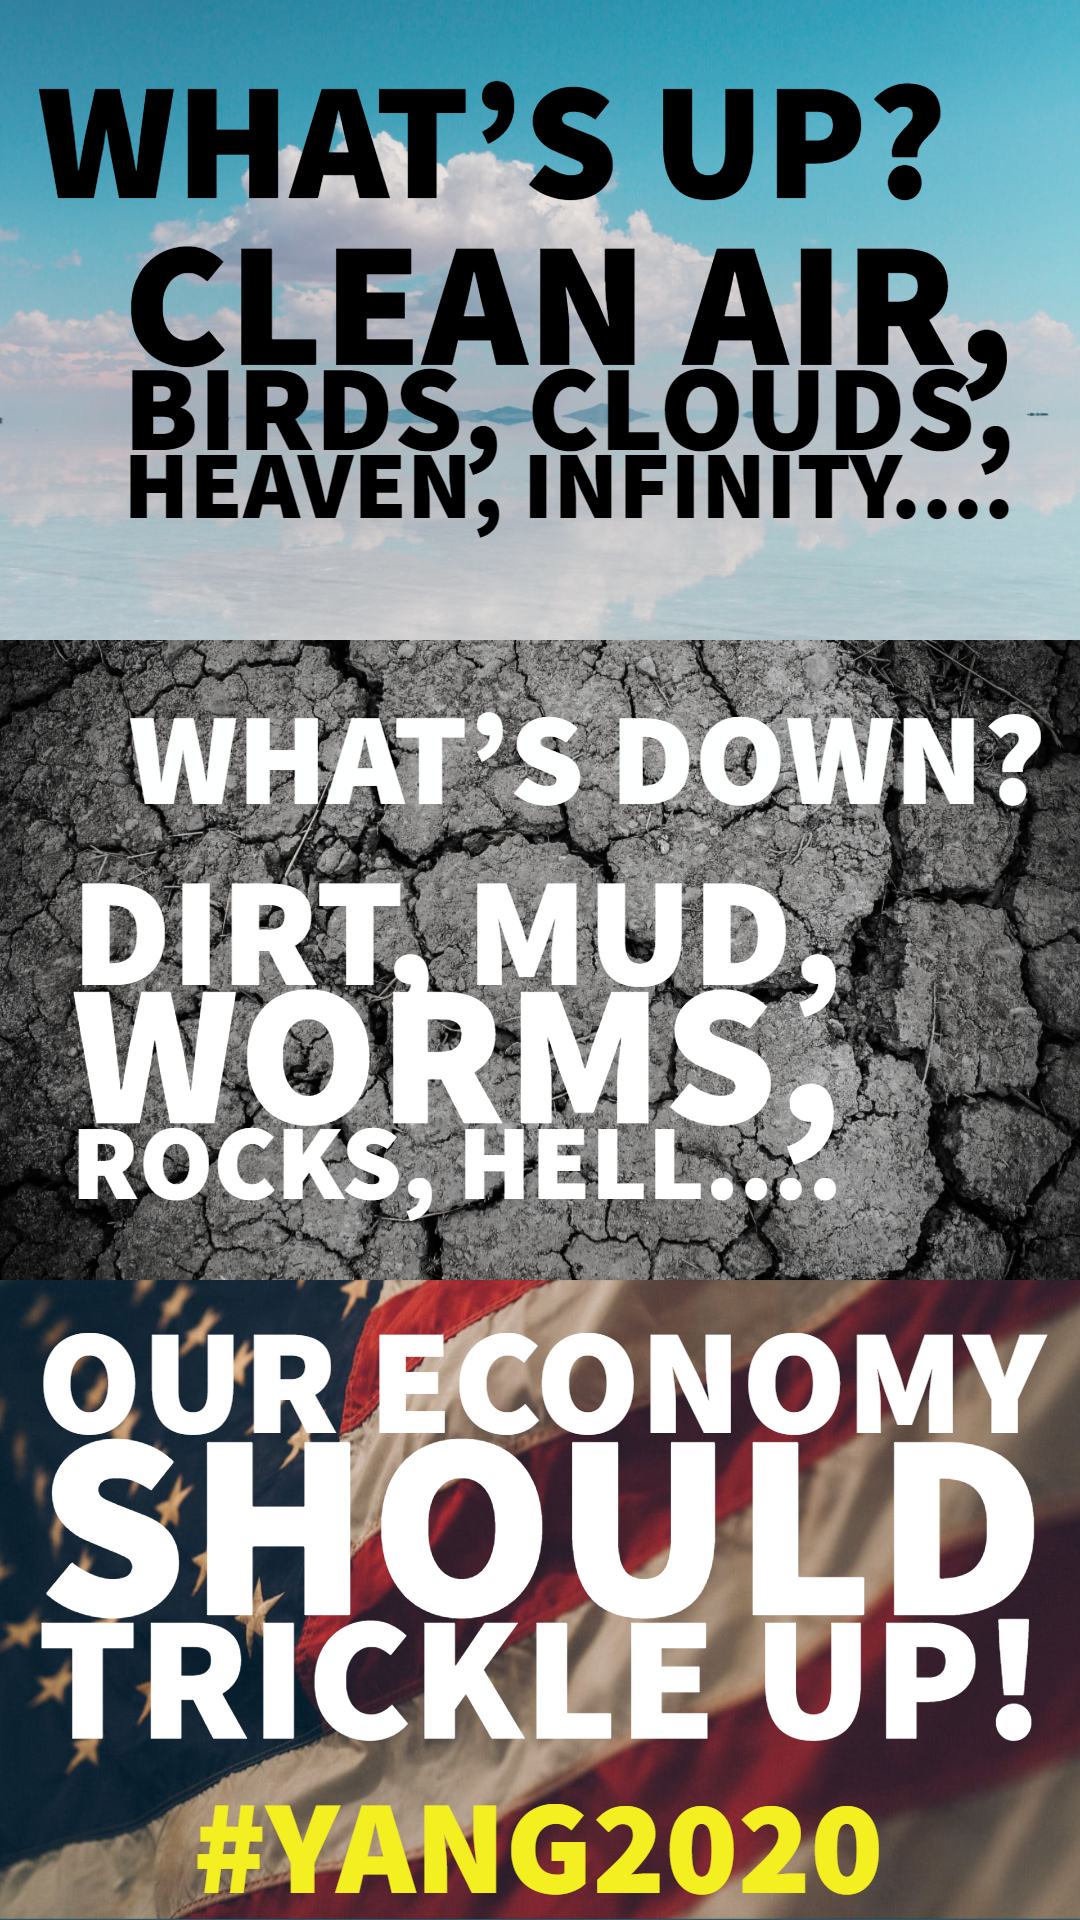 WHAT’S UP?
CLEAN AIR,
BIRDS, CLOUDS,
HEAVEN, INFINITY....
WHAT’S DOWN?
DIRT, MUD,
WORMS,
ROCKS, HELL....
OUR ECONOMY
SHOULD
TRICKLE UP!
#YANG2020